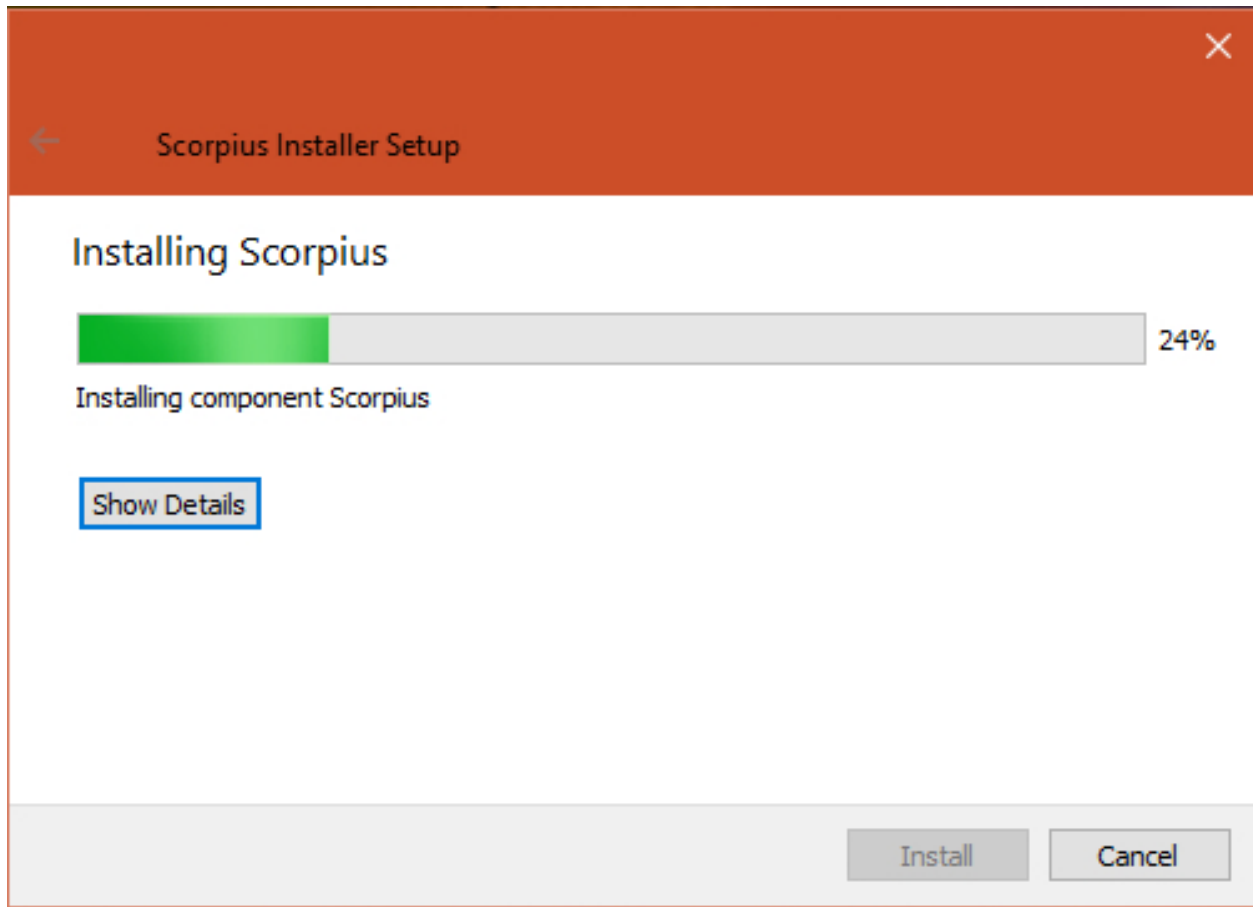 Scorpius Installer Setup
Installing Scorpius
24%
Installing component Scorpius
Show Details
Install
Cancel